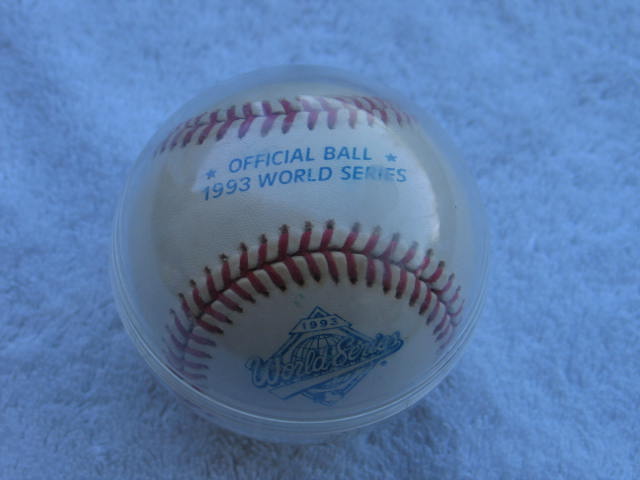 ★ OFFICIAL BALL ★
1993 WORLD SERIES
1993
World Series